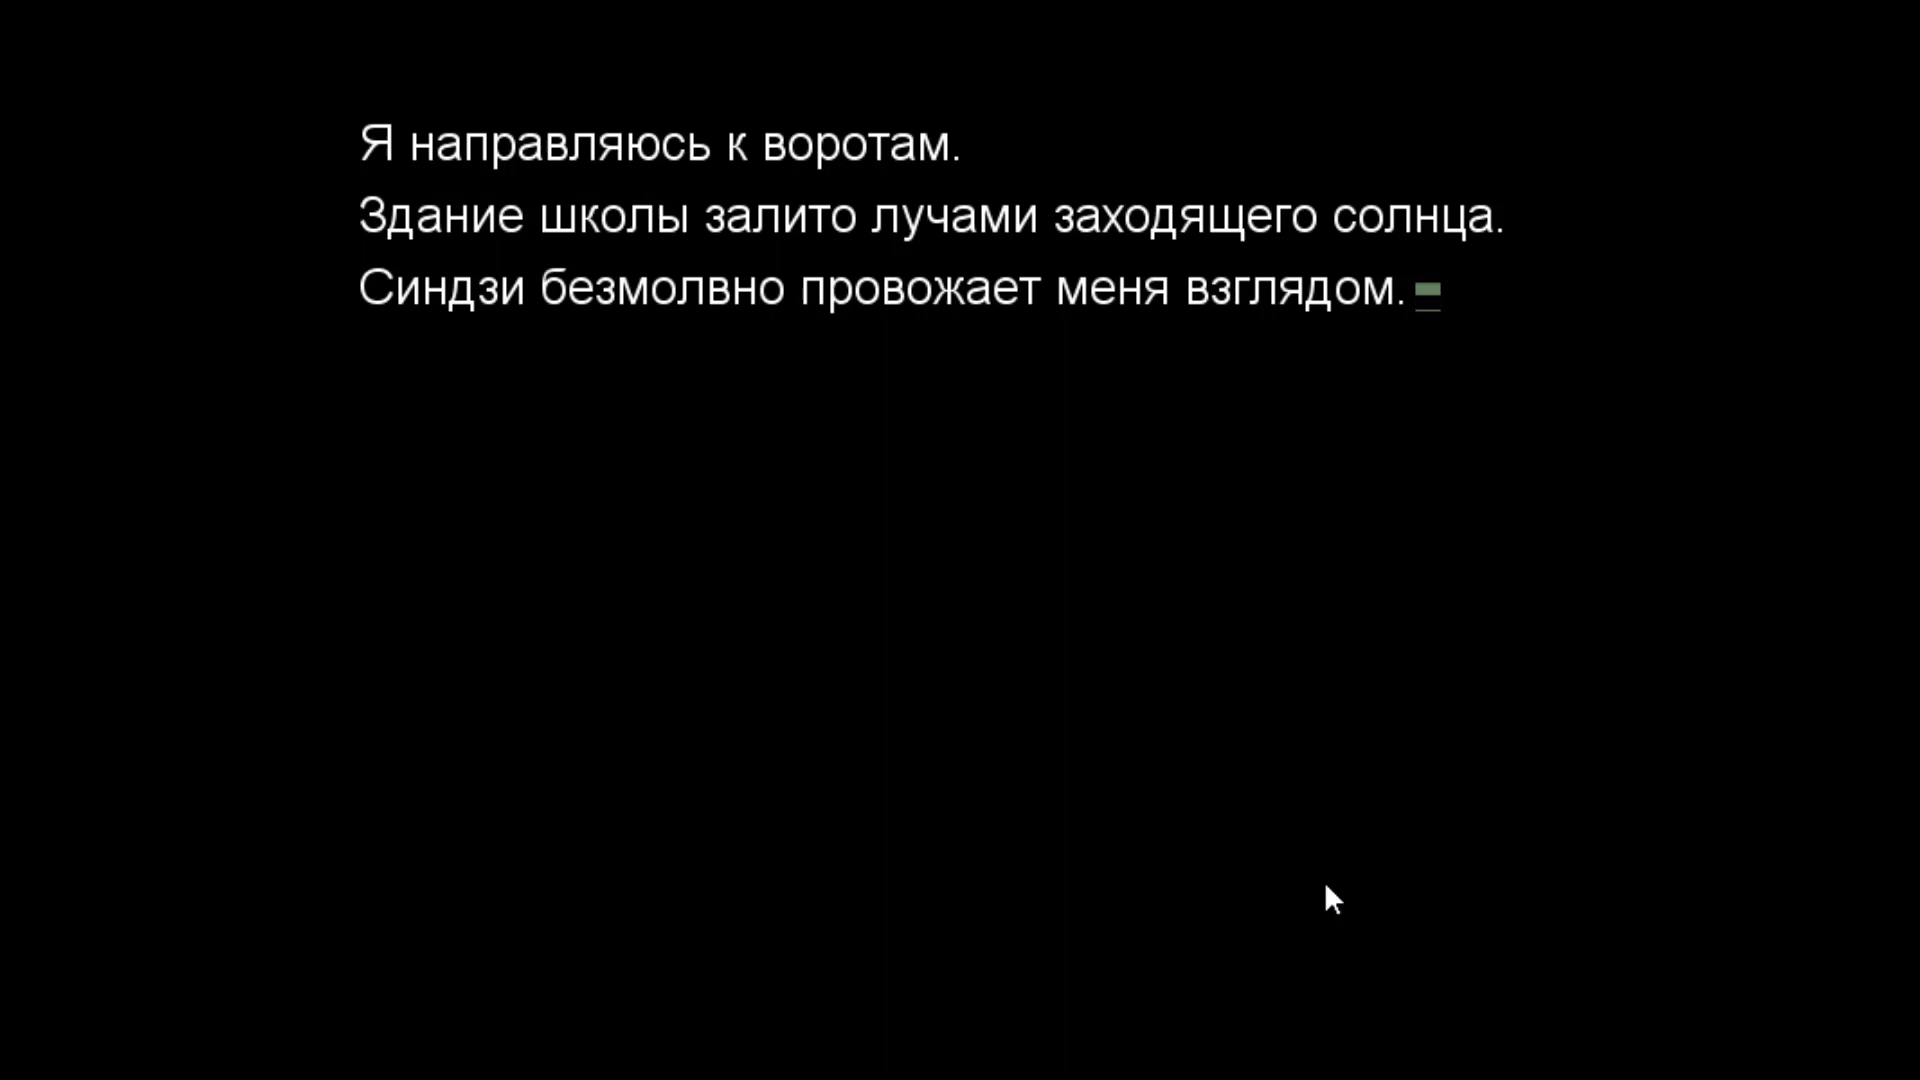 Я направляюсь к воротам.
Здание школы залито лучами заходящего солнца.
Синдзи безмолвно провожает меня взглядом.